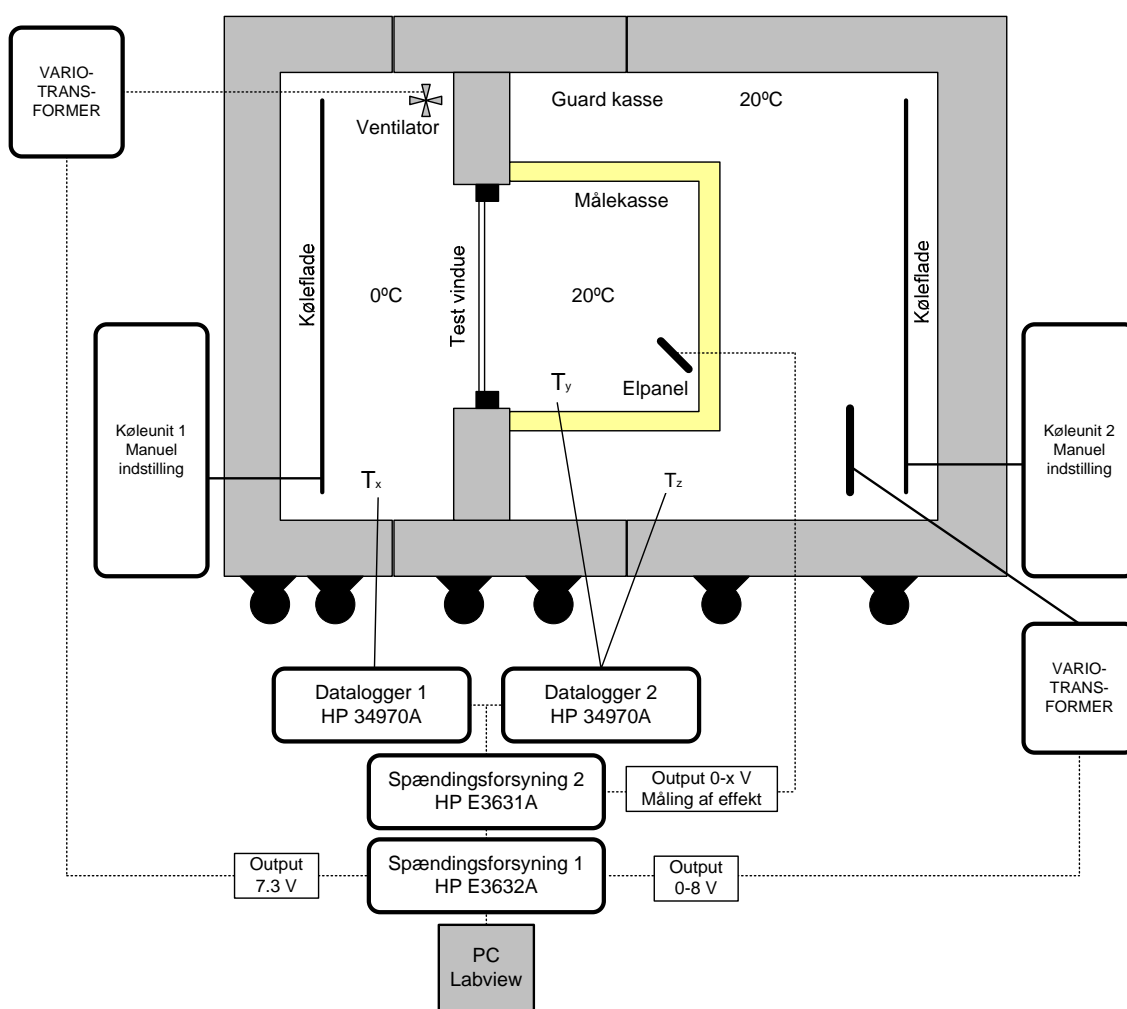 VARIO-
TRANS-
FORMER
Ventilator
Guard kasse
20ºC
Målekasse
Køleflade
0ºC
Test vindue
20ºC
Køleflade
Elpanel
Ty
Køleunit 1
Manuel
indstilling
Køleunit 2
Manuel
indstilling
Tx
Tz
VARIO-
TRANS-
FORMER
Datalogger 1
HP 34970A
Datalogger 2
HP 34970A
Spændingsforsyning 2
HP E3631A
Output 0-x V
Måling af effekt
Output
7.3 V
Spændingsforsyning 1
HP E3632A
Output
0-8 V
PC
Labview